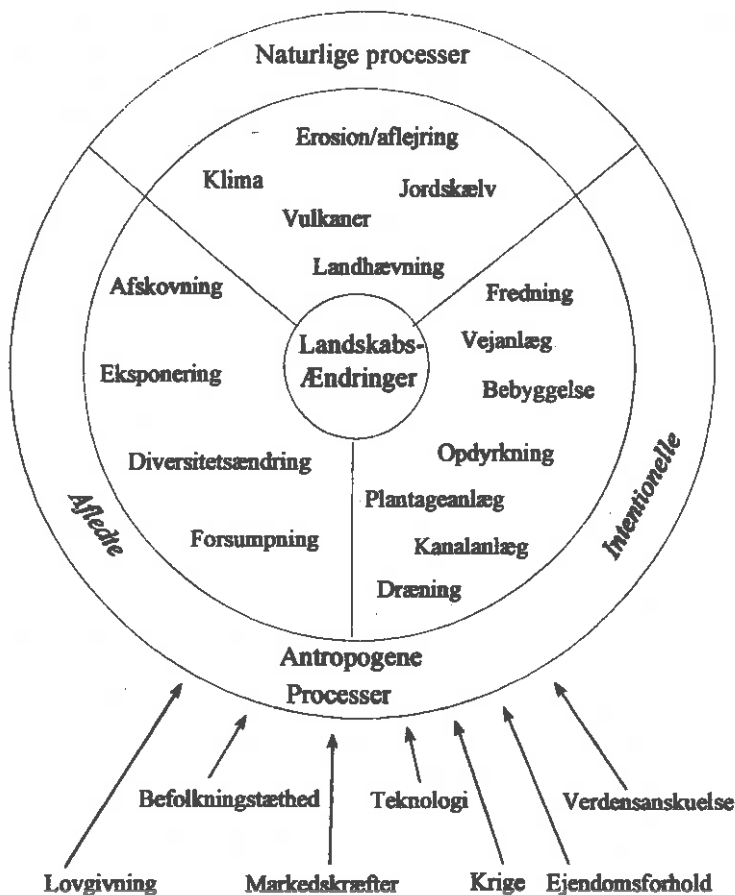 Naturlige processer
Erosion/aflejring
Klima
Jordskælv
Vulkaner
Landhævning
Afskovning
Fredning
Landskabs-
Ændringer
Vejanlæg
Eksponering
Bebyggelse
Diversitetsændring
Opdyrkning
Plantageanlæg
Afledte
Intentionelle
Forsumpning
Kanalanlæg
Dræning
Antropogene
Processer
Befolkningstæthed
Teknologi
Verdensanskuelse
Lovgivning
Markedskræfter
Krige
Ejendomsforhold